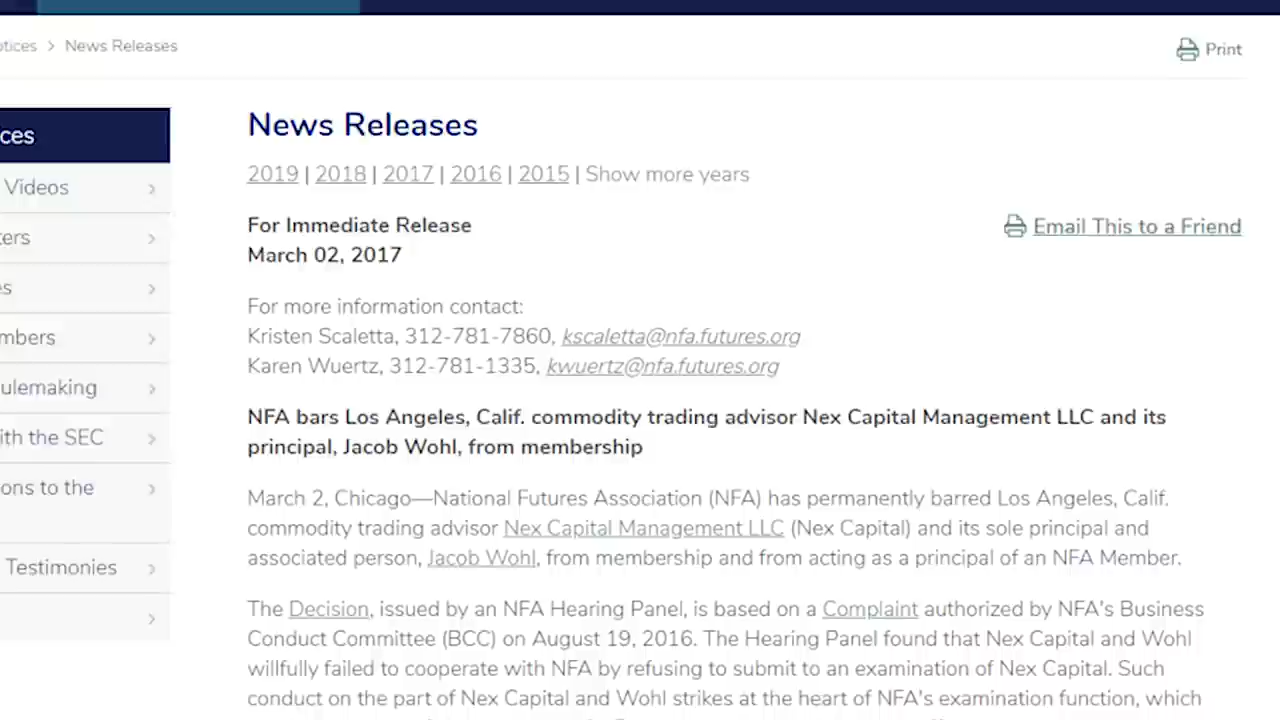 News Releases
Print
ces
Videos
ters
es
mbers
ulemaking
ith the SEC
ons to the
Testimonies
News Releases
2019 | 2018 | 2017 | 2016 | 2015 | Show more years
For Immediate Release
Email This to a Friend
March 02, 2017
For more information contact:
Kristen Scaletta, 312-781-7860, kscaletta@nfa.futures.org
Karen Wuertz, 312-781-1335, kwuertz@nfa.futures.org
NFA bars Los Angeles, Calif. commodity trading advisor Nex Capital Management LLC and its
principal, Jacob Wohl, from membership
March 2, Chicago—National Futures Association (NFA) has permanently barred Los Angeles, Calif.
commodity trading advisor Nex Capital Management LLC (Nex Capital) and its sole principal and
associated person, Jacob Wohl, from membership and from acting as a principal of an NFA Member.
The Decision, issued by an NFA Hearing Panel, is based on a Complaint authorized by NFA's Business
Conduct Committee (BCC) on August 19, 2016. The Hearing Panel found that Nex Capital and Wohl
willfully failed to cooperate with NFA by refusing to submit to an examination of Nex Capital. Such
conduct on the part of Nex Capital and Wohl strikes at the heart of NFA's examination function, which